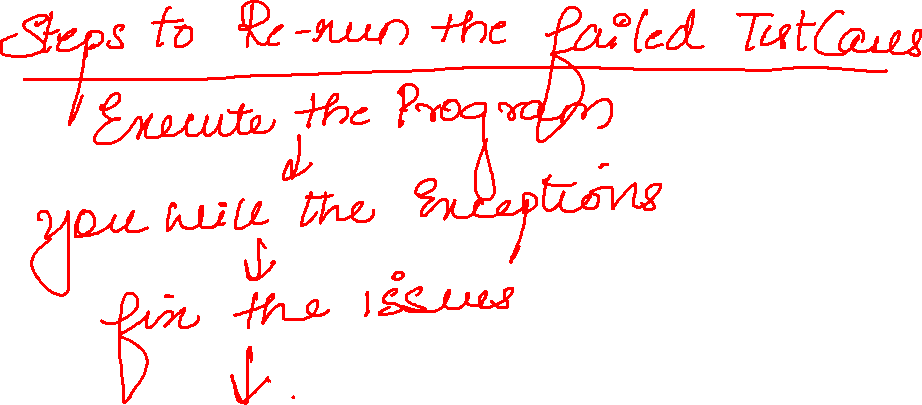 Steps to Re-run the failed TestCases
Execute the Program
you will the Exceptions
fix the issues